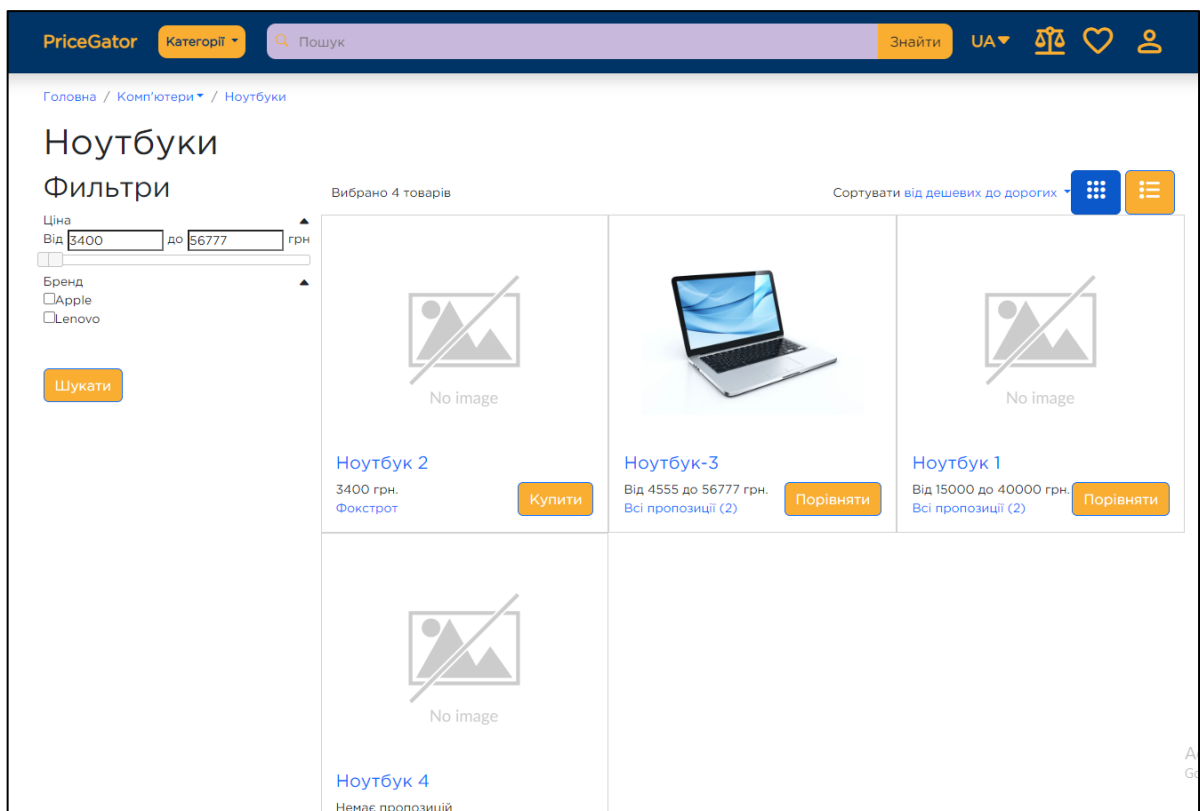 PriceGator Категорії Пошук Знайти UA
Головна / Комп'ютери / Ноутбуки
Ноутбуки
Фильтри
Вибрано 4 товарів
Сортувати від дешевих до дорогих
Ціна
Від 3400 до 56777 грн
Бренд
Apple
Lenovo
Шукати
No image
No image
Ноутбук 2
3400 грн.
Фокстрот
Купити
Ноутбук-3
Від 4555 до 56777 грн.
Всі пропозиції (2)
Порівняти
Ноутбук 1
Від 15000 до 40000 грн.
Всі пропозиції (2)
Порівняти
No image
Ноутбук 4
Немає пропозицій